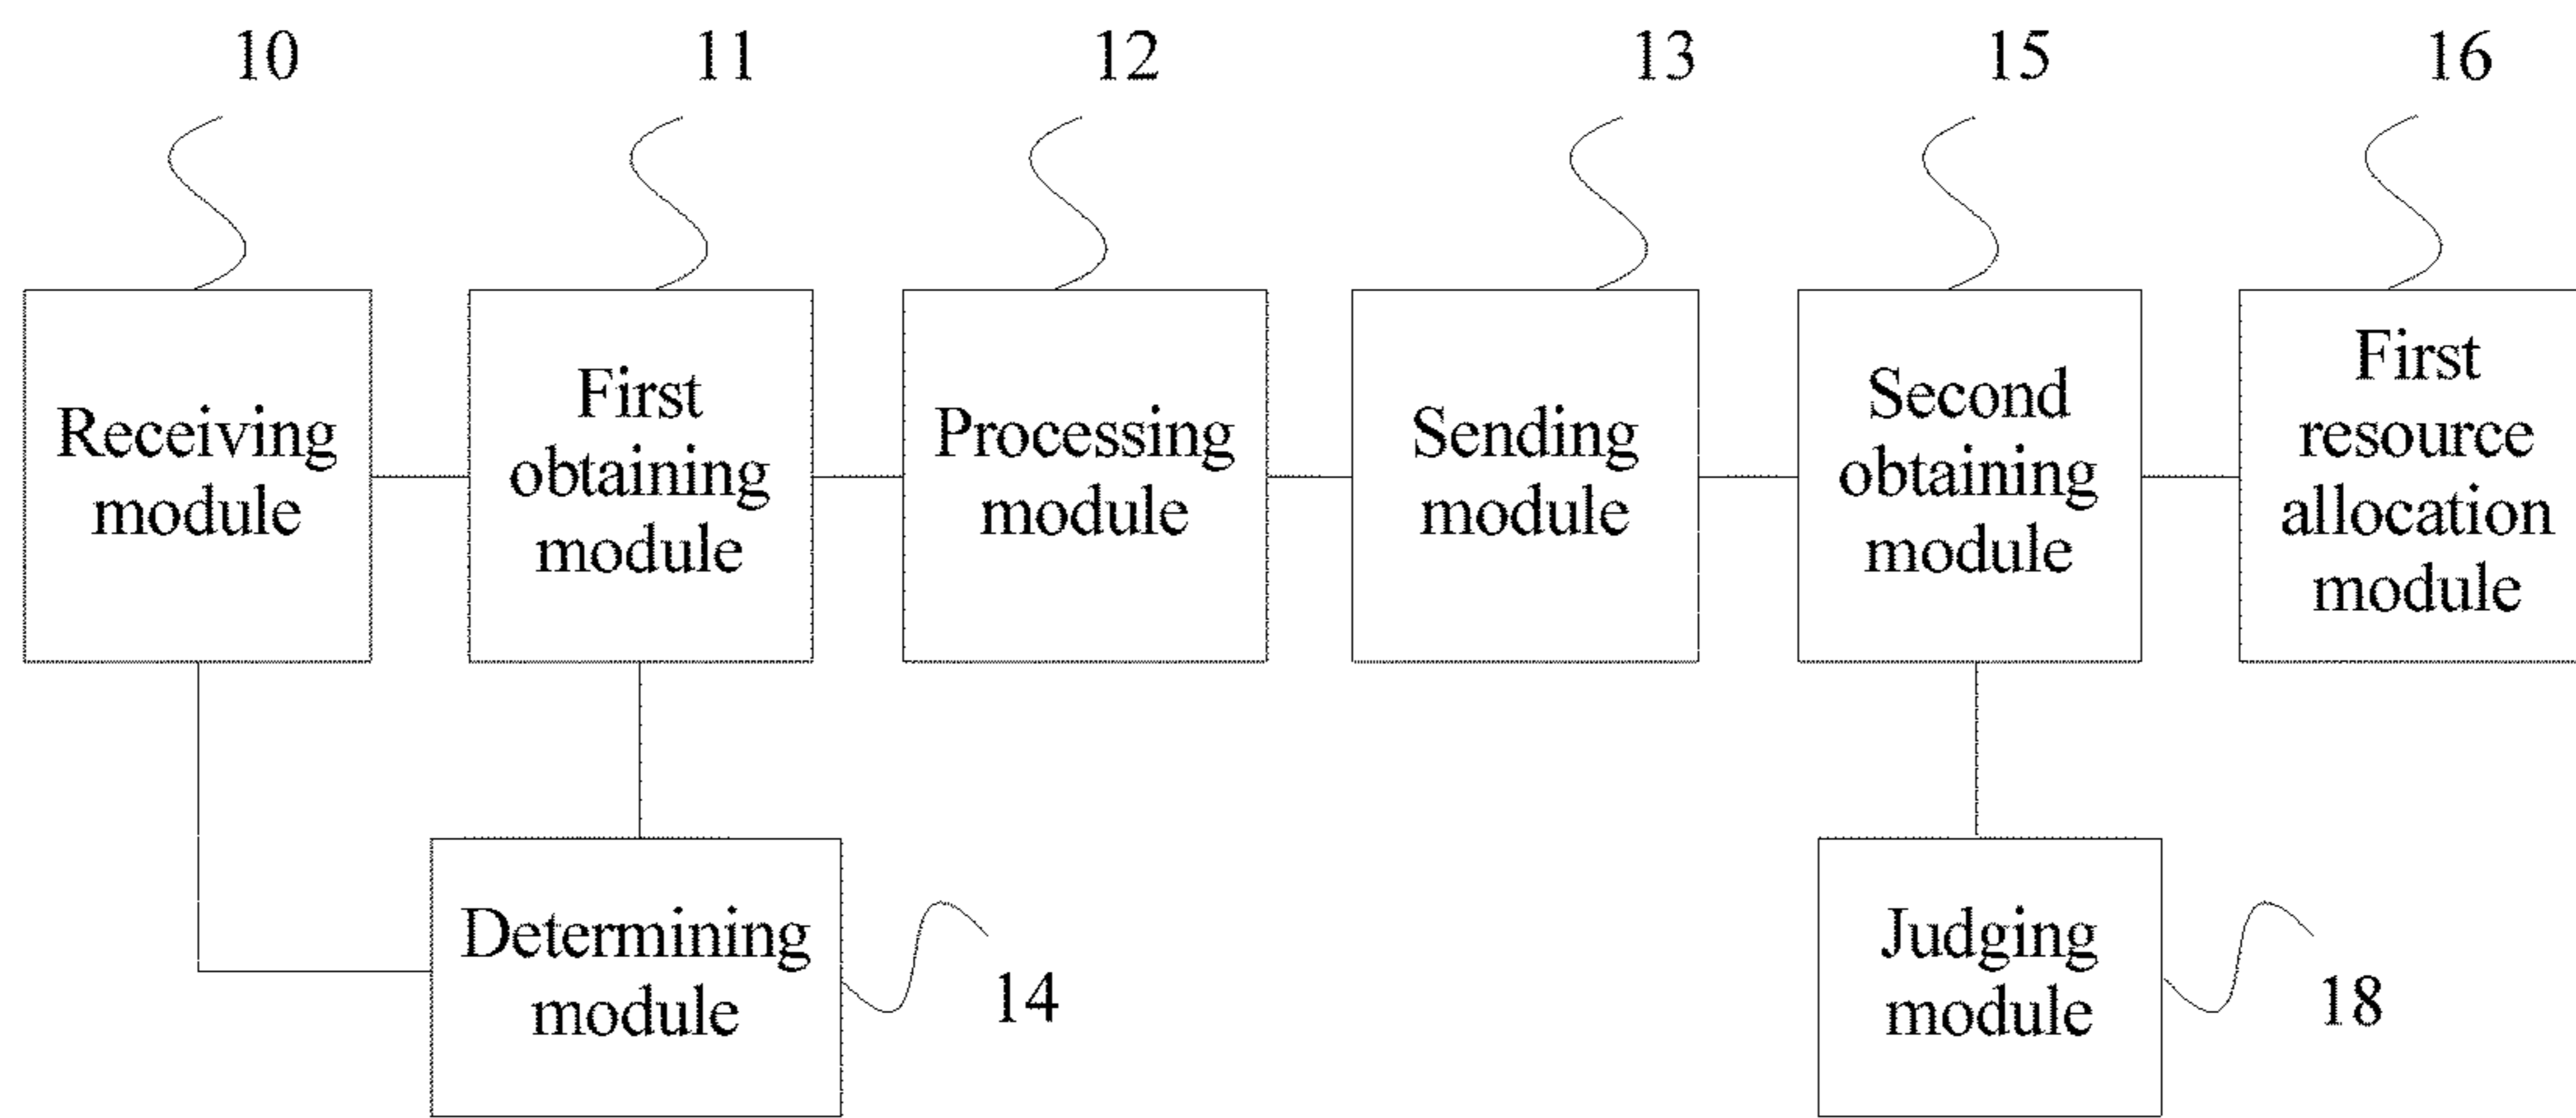 10
11
12
13
15
16
Receiving
module
First
obtaining
module
Processing
module
Sending
module
Second
obtaining
module
First
resource
allocation
module
Determining
module
14
Judging
module
18